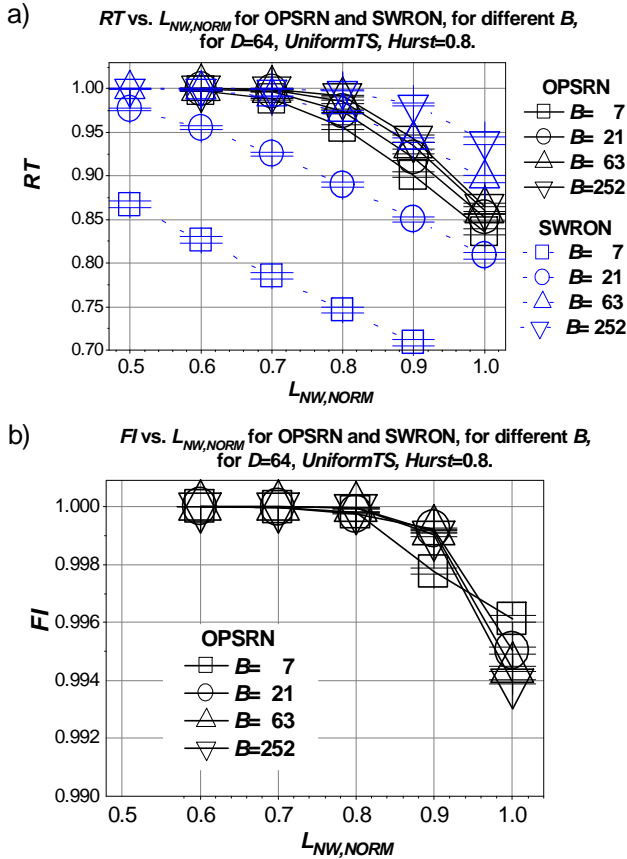 a)
RT vs. L_NW,NORM for OPSRN and SWRON, for different B,
for D=64, UniformTS, Hurst=0.8.
1.00
0.95
0.90
0.85
0.80
0.75
0.70
RT
0.5 0.6 0.7 0.8 0.9 1.0
L_NW,NORM
OPSRN
B= 7
B= 21
B= 63
B=252
SWRON
B= 7
B= 21
B= 63
B= 252
b)
FI vs. L_NW,NORM for OPSRN and SWRON, for different B,
for D=64, UniformTS, Hurst=0.8.
1.000
0.998
0.996
0.994
0.992
0.990
FI
OPSRN
B= 7
B= 21
B= 63
B=252
0.5 0.6 0.7 0.8 0.9 1.0
L_NW,NORM